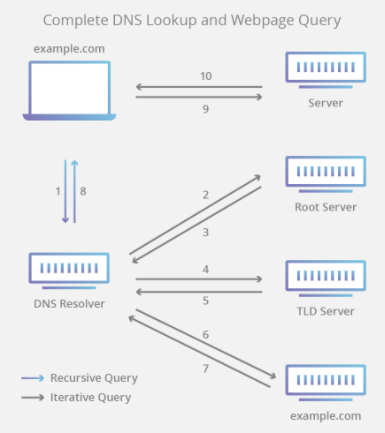 Complete DNS Lookup and Webpage Query
example.com
10
9
Server
1
8
2
3
Root Server
4
5
DNS Resolver
TLD Server
6
7
Recursive Query
Iterative Query
example.com